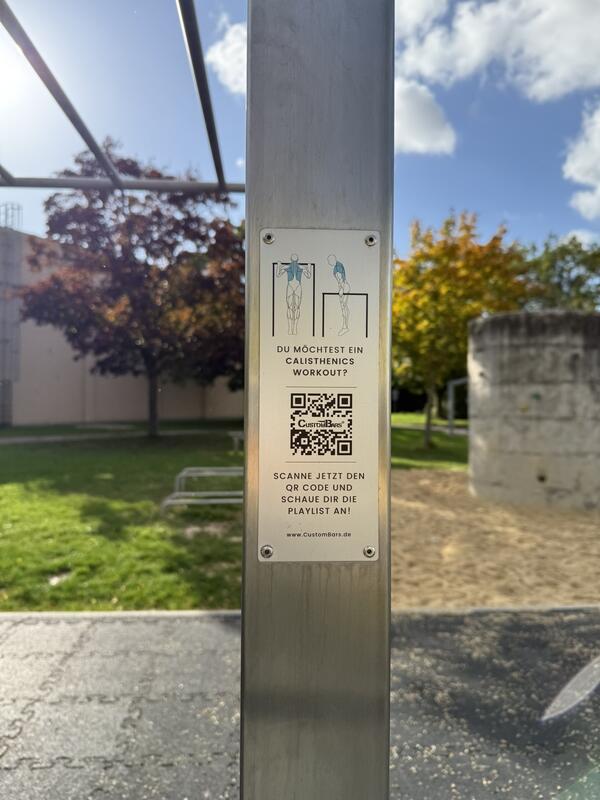 DU MÖCHTEST EIN
CALISTHENICS
WORKOUT?
CUSTOMBARS
SCANNE JETZT DEN
QR CODE UND
SCHAUE DIR DIE
PLAYLIST AN!
www.CustomBars.de